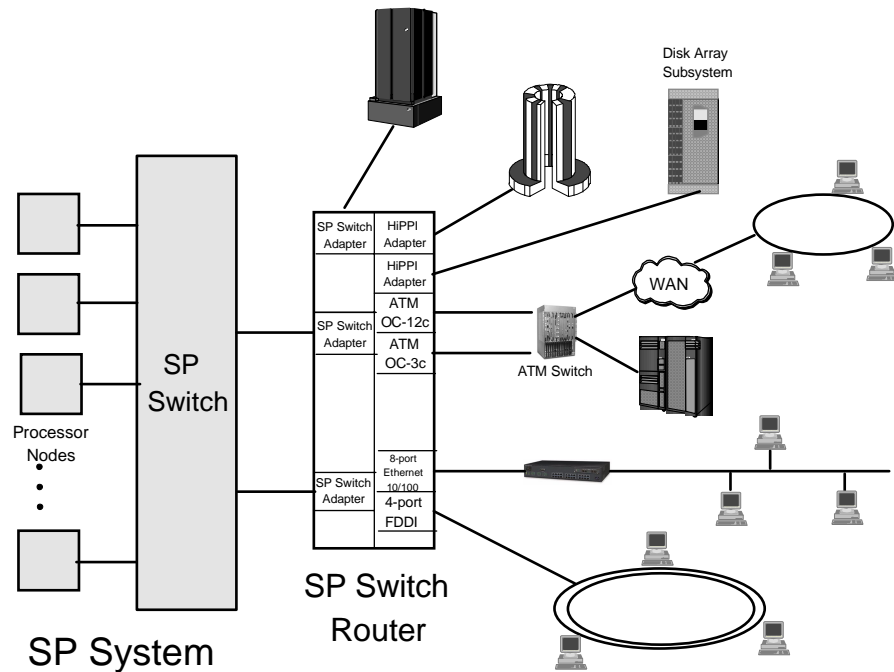 Disk Array
Subsystem
SP Switch
Adapter
HiPPI
Adapter
HiPPI
Adapter
ATM
OC-12c
SP Switch
Adapter
ATM
OC-3c
WAN
ATM Switch
SP
Switch
Processor
Nodes
8-port
Ethernet
10/100
SP Switch
Adapter
4-port
FDDI
SP Switch
Router
SP System